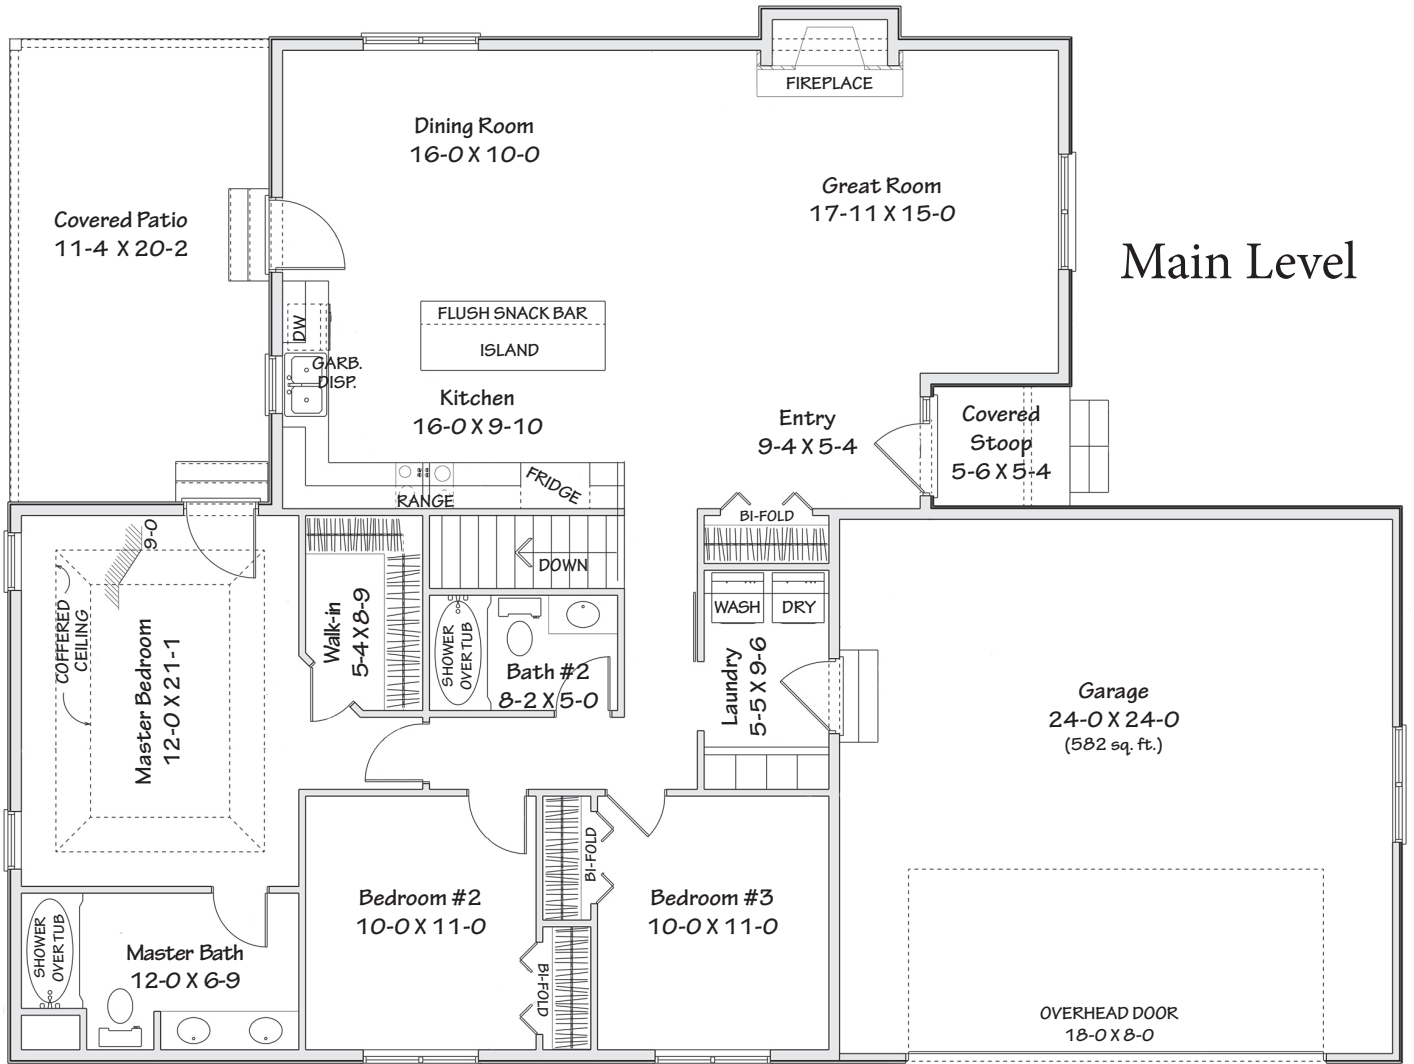 FIREPLACE
Dining Room
16-0 X 10-0
Great Room
17-11 X 15-0
Covered Patio
11-4 X 20-2
Main Level
DW
GARB.
DISP.
FLUSH SNACK BAR
ISLAND
Kitchen
16-0 X 9-10
Entry
9-4 X 5-4
Covered
Stoop
5-6 X 5-4
RANGE
FRIDGE
BI-FOLD
9-0
COFFERED
CEILING
Master Bedroom
12-0 X 21-1
Walk-in
5-4 X 8-9
DOWN
SHOWER
OVER TUB
Bath #2
8-2 X 5-0
WASH
DRY
Laundry
5-5 X 9-6
Garage
24-0 X 24-0
(582 sq. ft.)
BI-FOLD
Bedroom #2
10-0 X 11-0
Bedroom #3
10-0 X 11-0
SHOWER
OVER TUB
Master Bath
12-0 X 6-9
BI-FOLD
OVERHEAD DOOR
18-0 X 8-0